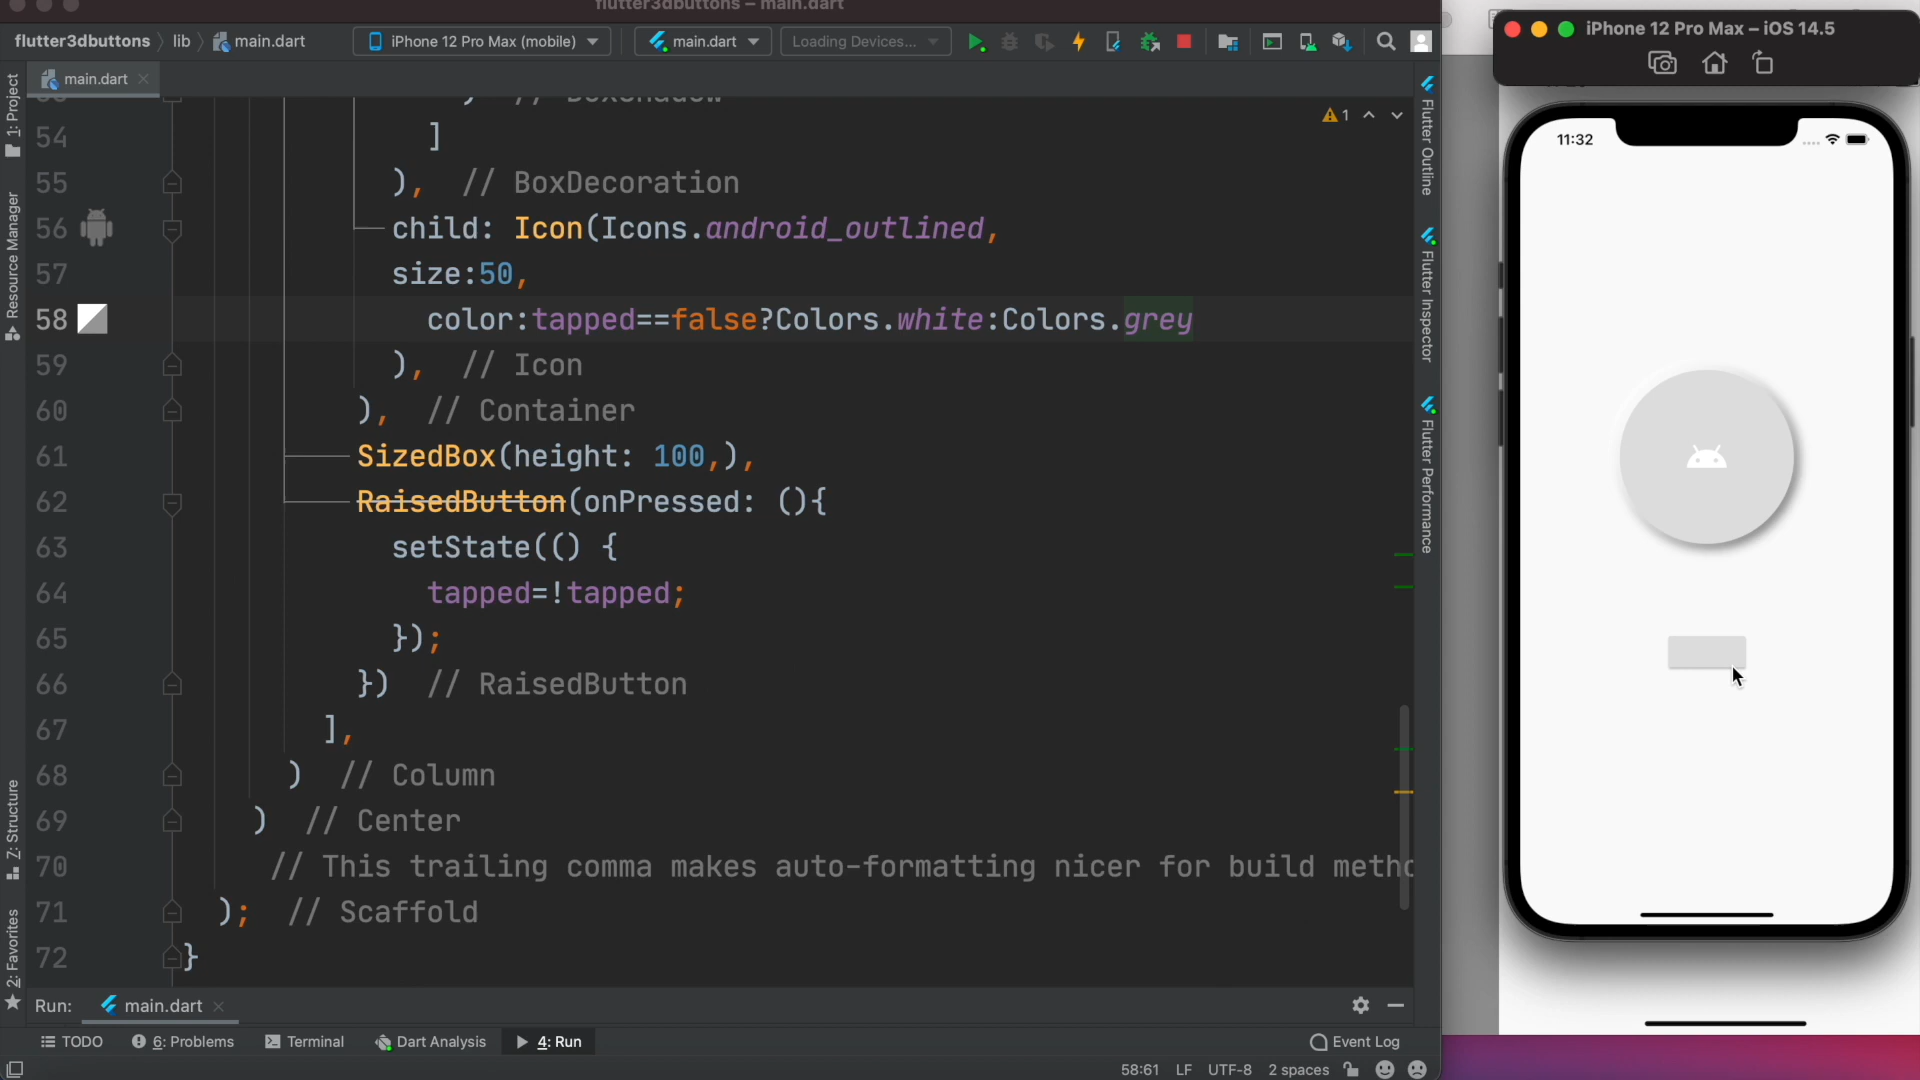 flutter3dbuttons – main.dart
flutter3dbuttons lib main.dart iPhone 12 Pro Max (mobile) main.dart Loading Devices...
main.dart
1: Project
Resource Manager
Z: Structure
2: Favorites
54 ]
55 ), // BoxDecoration
56 child: Icon(Icons.android_outlined,
57 size:50,
58 color:tapped==false?Colors.white:Colors.grey
59 ), // Icon
60 ), // Container
61 SizedBox(height: 100,),
62 RaisedButton(onPressed: (){
63 setState(() {
64 tapped=!tapped;
65 });
66 }) // RaisedButton
67 ],
68 ) // Column
69 ) // Center
70 // This trailing comma makes auto-formatting nicer for build metho
71 ); // Scaffold
72 }
1
Flutter Outline
Flutter Inspector
Flutter Performance
Run: main.dart
TODO 6: Problems Terminal Dart Analysis 4: Run Event Log
58:61 LF UTF-8 2 spaces
iPhone 12 Pro Max – iOS 14.5
11:32